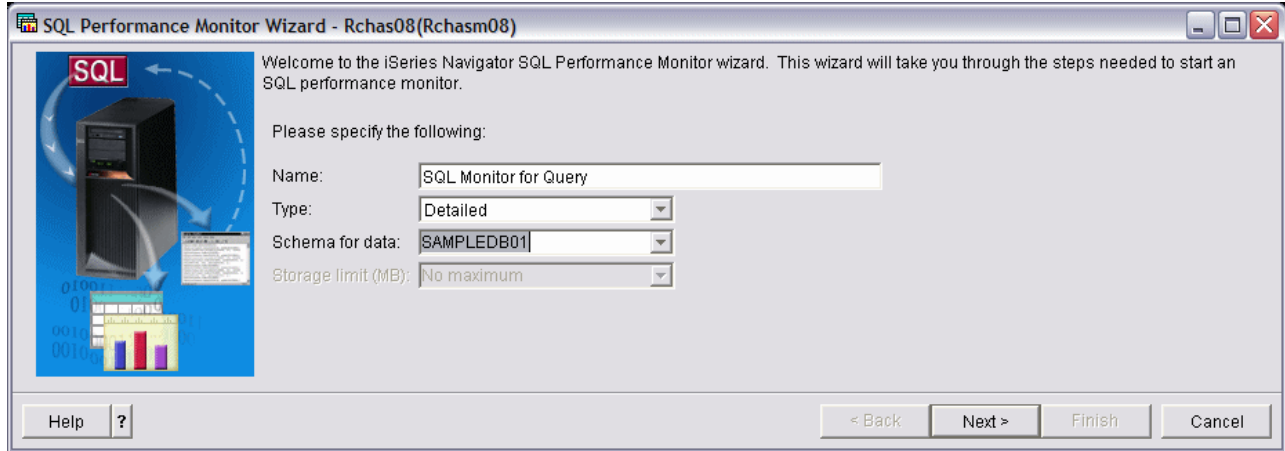 SQL Performance Monitor Wizard - Rchas08(Rchasm08)
SQL
Welcome to the iSeries Navigator SQL Performance Monitor wizard. This wizard will take you through the steps needed to start an
SQL performance monitor.
Please specify the following:
Name: SQL Monitor for Query
Type: Detailed
Schema for data: SAMPLEDB01
Storage limit (MB): No maximum
Help ? < Back Next > Finish Cancel